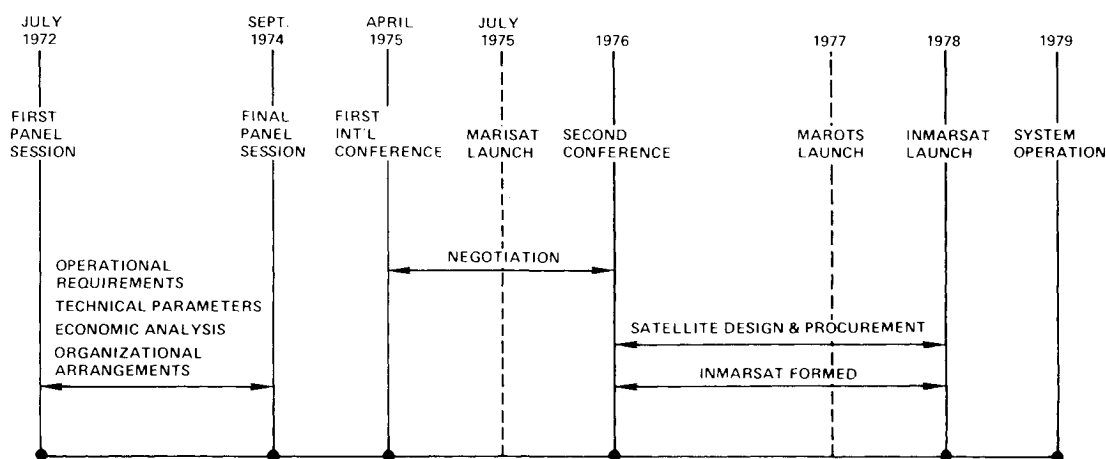 JULY
1972
SEPT.
1974
APRIL
1975
JULY
1975
1976
1977
1978
1979
FIRST
PANEL
SESSION
FINAL
PANEL
SESSION
FIRST
INT'L
CONFERENCE
MARISAT
LAUNCH
SECOND
CONFERENCE
MAROTS
LAUNCH
INMARSAT
LAUNCH
SYSTEM
OPERATION
OPERATIONAL
REQUIREMENTS
TECHNICAL PARAMETERS
ECONOMIC ANALYSIS
ORGANIZATIONAL
ARRANGEMENTS
NEGOTIATION
SATELLITE DESIGN & PROCUREMENT
INMARSAT FORMED